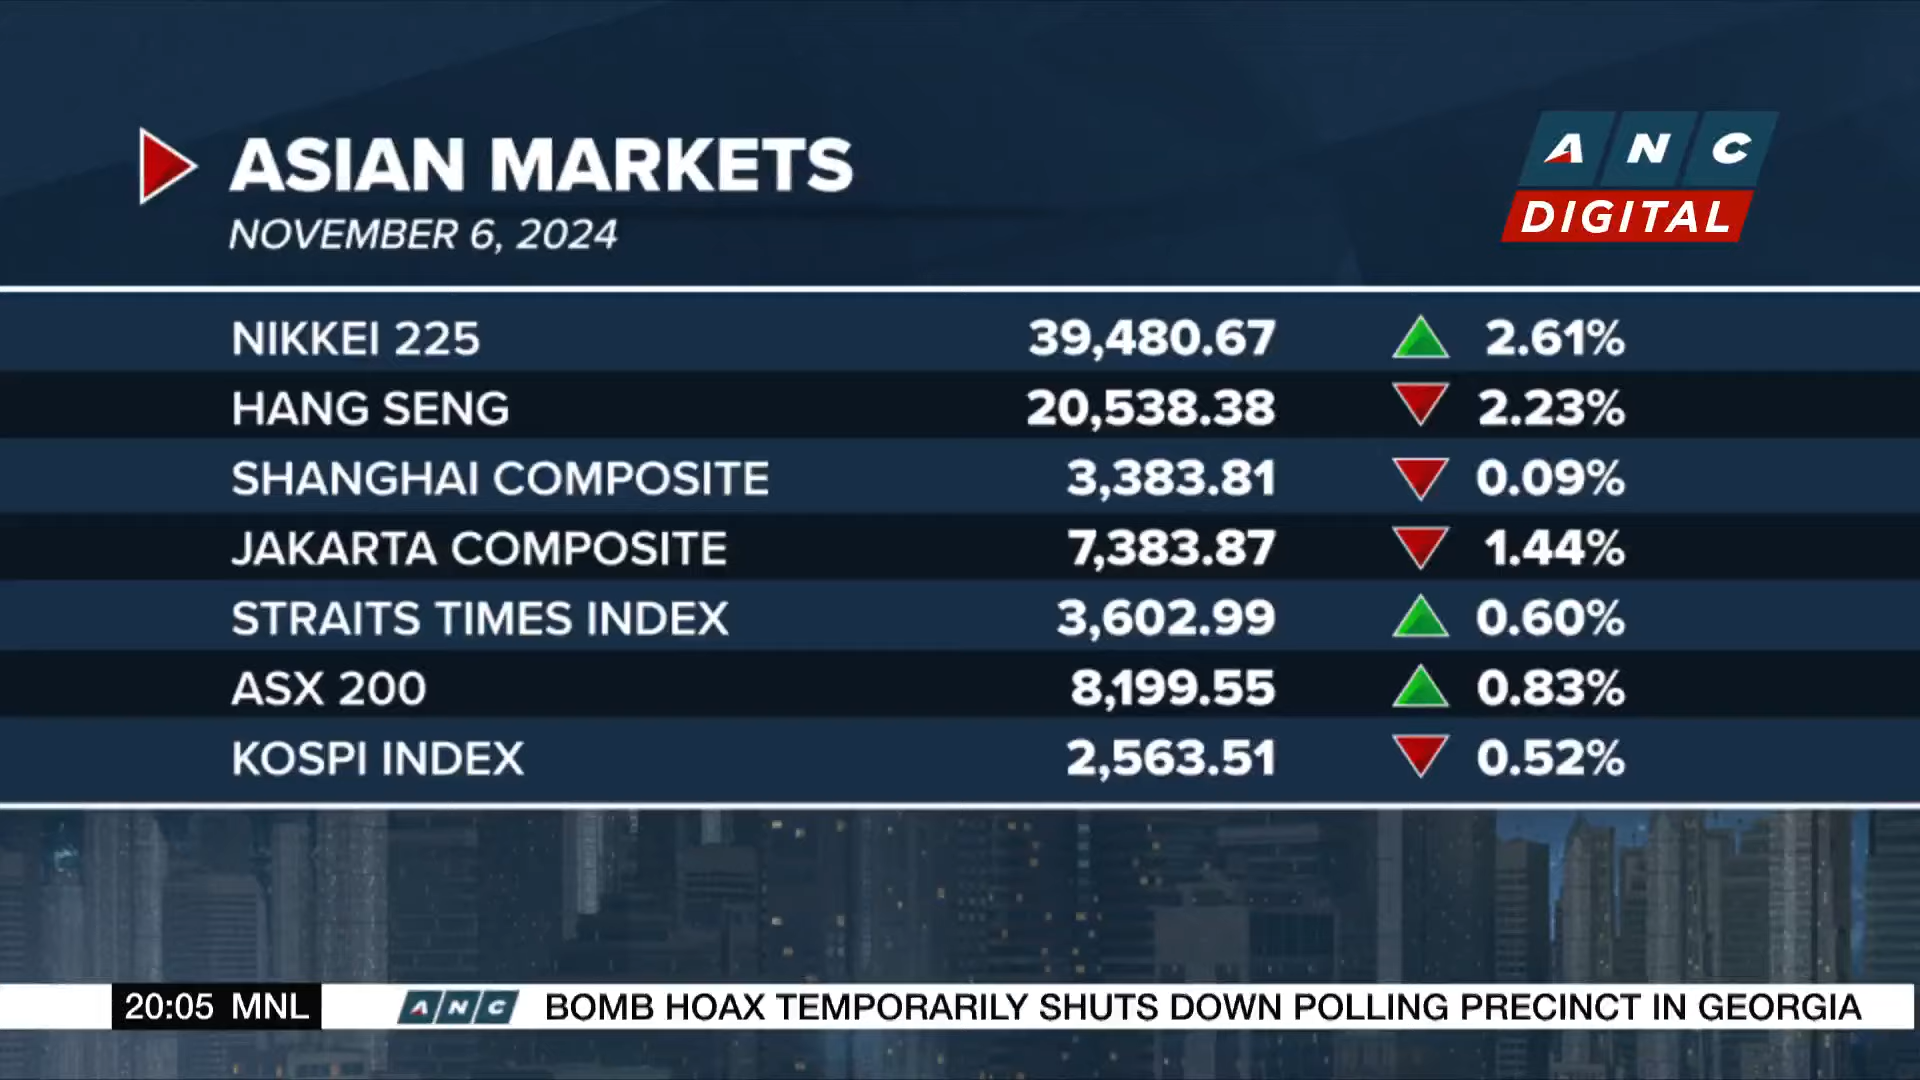 ASIAN MARKETS
NOVEMBER 6, 2024
ANC
DIGITAL
NIKKEI 225 39,480.67 2.61%
HANG SENG 20,538.38 2.23%
SHANGHAI COMPOSITE 3,383.81 0.09%
JAKARTA COMPOSITE 7,383.87 1.44%
STRAITS TIMES INDEX 3,602.99 0.60%
ASX 200 8,199.55 0.83%
KOSPI INDEX 2,563.51 0.52%
20:05 MNL ANC BOMB HOAX TEMPORARILY SHUTS DOWN POLLING PRECINCT IN GEORGIA